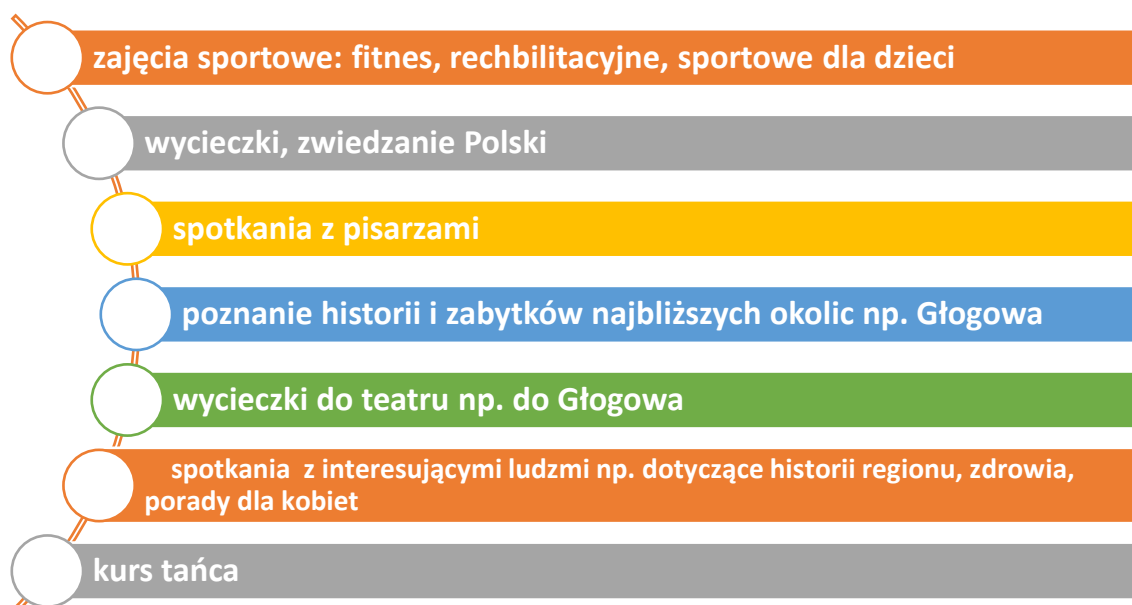 zajęcia sportowe: fitnes, rechbilitacyjne, sportowe dla dzieci
wycieczki, zwiedzanie Polski
spotkania z pisarzami
poznanie historii i zabytków najbliższych okolic np. Głogowa
wycieczki do teatru np. do Głogowa
spotkania z interesującymi ludzmi np. dotyczące historii regionu, zdrowia,
porady dla kobiet
kurs tańca